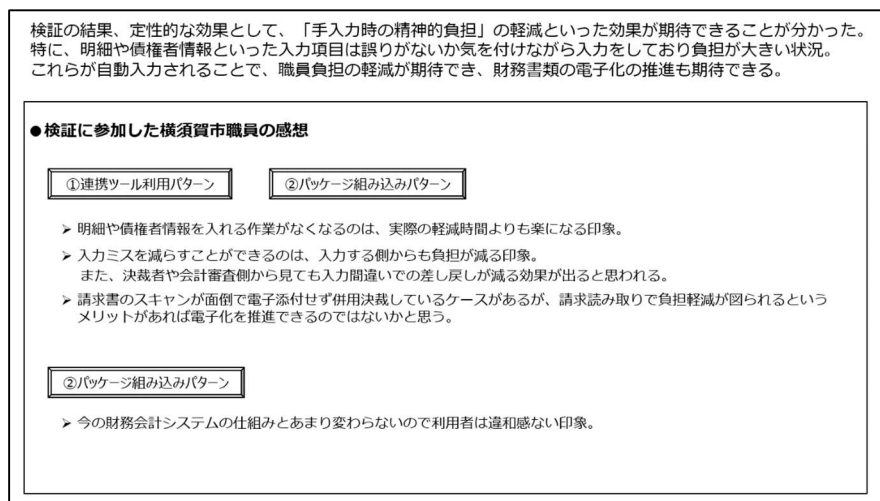 検証の結果、定性的な効果として、「手入力時の精神的負担」の軽減といった効果が期待できることが分かった。
特に、明細や債権者情報といった入力項目は誤りがないか気を付けながら入力をしており負担が大きい状況。
これらが自動入力されることで、職員負担の軽減が期待でき、財務書類の電子化の推進も期待できる。
●検証に参加した横須賀市職員の感想
①連携ツール利用パターン
②パッケージ組み込みパターン
➢ 明細や債権者情報を入れる作業がなくなるのは、実際の軽減時間よりも楽になる印象。
➢ 入力ミスを減らすことができるのは、入力する側からも負担が減る印象。
また、決裁者や会計審査側から見ても入力間違いでの差し戻しが減る効果が出ると思われる。
➢ 請求書のスキャンが面倒で電子添付せず併用決裁しているケースがあるが、請求読み取りで負担軽減が図られるという
メリットがあれば電子化を推進できるのではないかと思う。
②パッケージ組み込みパターン
➢ 今の財務会計システムの仕組みとあまり変わらないので利用者は違和感ない印象。